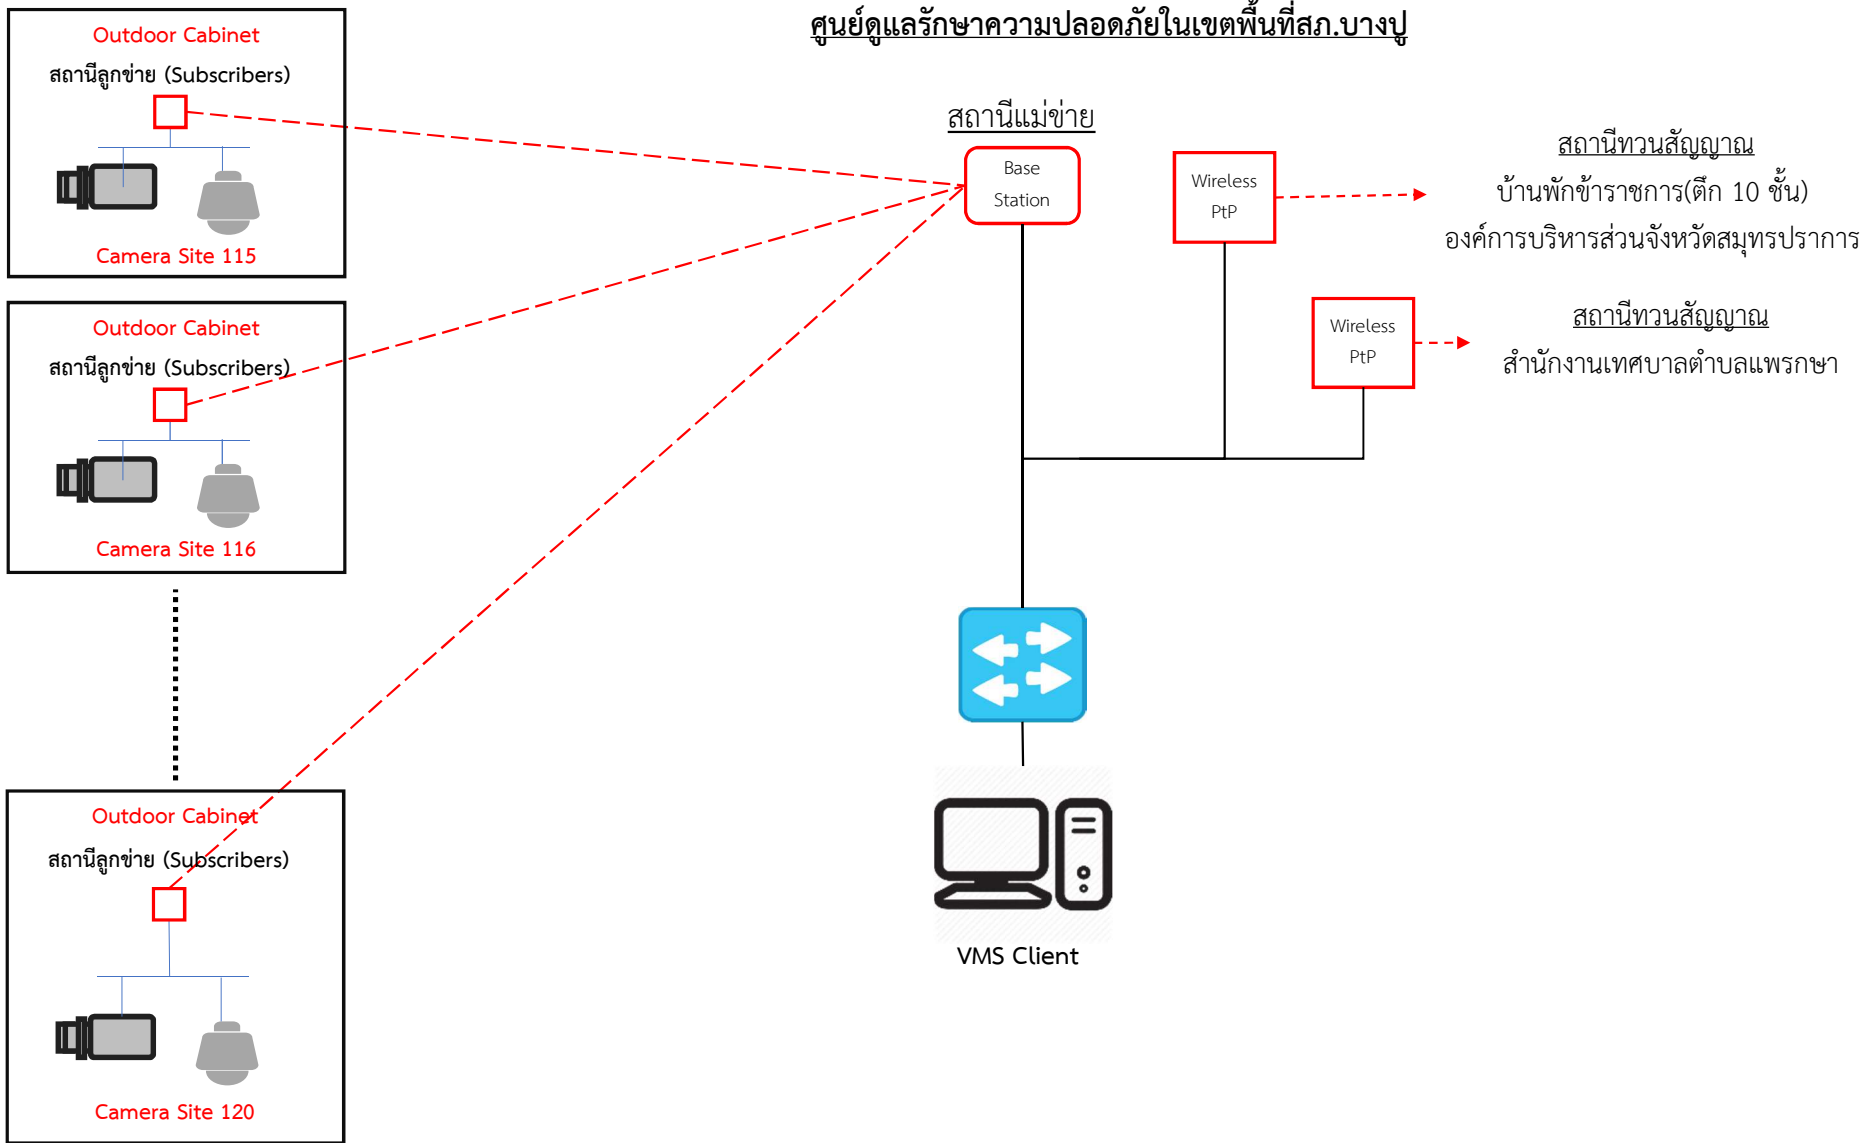 ศูนย์ดูแลรักษาความปลอดภัยในเขตพื้นที่สภ.บางปู
Outdoor Cabinet
สถานีลูกข่าย (Subscribers)
Camera Site 115
Outdoor Cabinet
สถานีลูกข่าย (Subscribers)
Camera Site 116
Outdoor Cabinet
สถานีลูกข่าย (Subscribers)
Camera Site 120
สถานีแม่ข่าย
Base
Station
Wireless
PtP
สถานีทวนสัญญาณ
บ้านพักข้าราชการ(ตึก 10 ชั้น)
องค์การบริหารส่วนจังหวัดสมุทรปราการ
Wireless
PtP
สถานีทวนสัญญาณ
สำนักงานเทศบาลตำบลแพรกษา
VMS Client